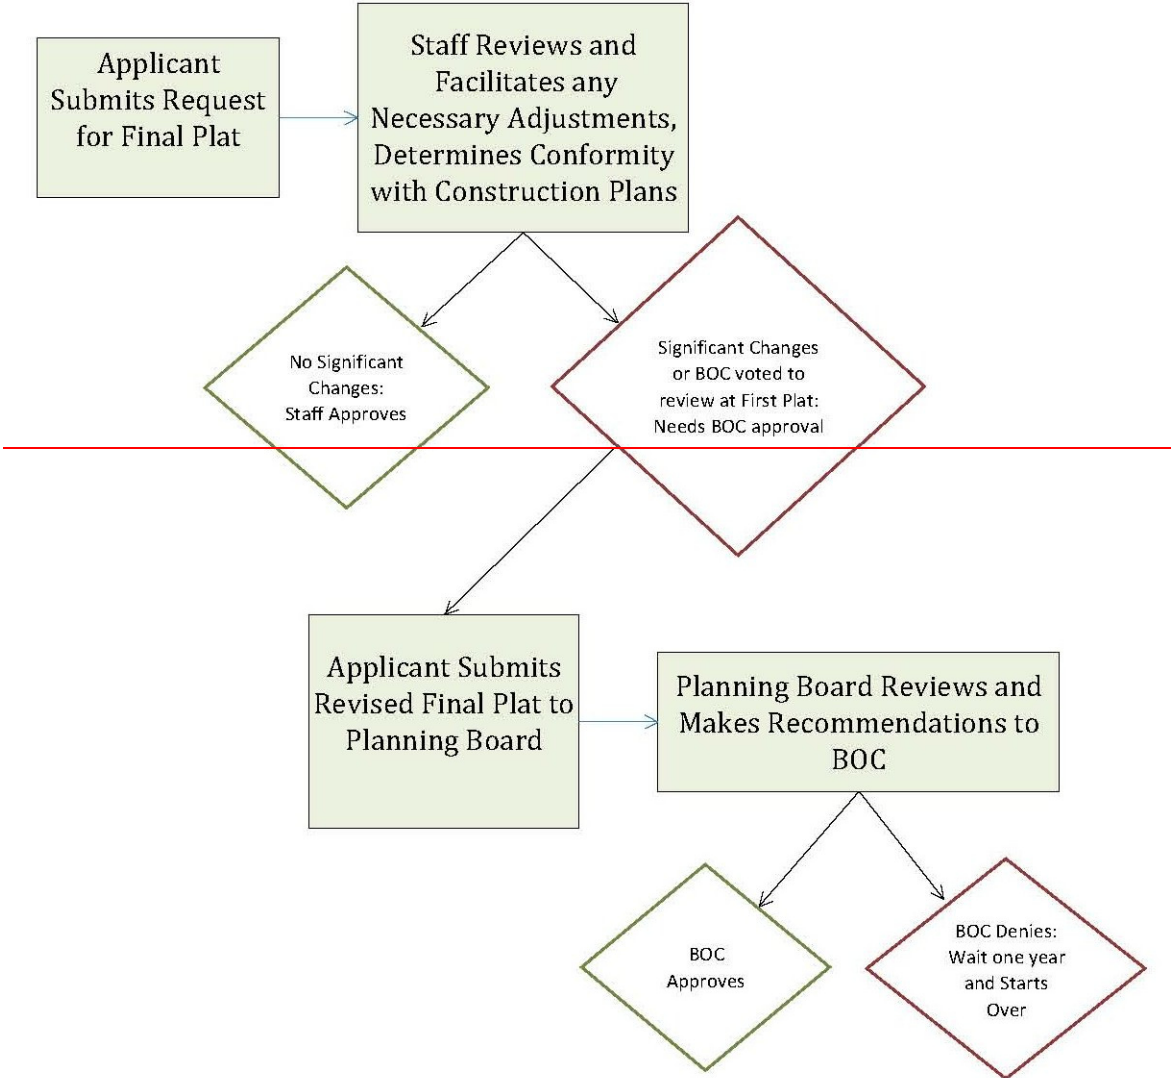 Applicant
Submits Request
for Final Plat
Staff Reviews and
Facilitates any
Necessary Adjustments,
Determines Conformity
with Construction Plans
No Significant
Changes:
Staff Approves
Significant Changes
or BOC voted to
review at First Plat:
Needs BOC approval
Applicant Submits
Revised Final Plat to
Planning Board
Planning Board Reviews and
Makes Recommendations to
BOC
BOC
Approves
BOC Denies:
Wait one year
and Starts
Over